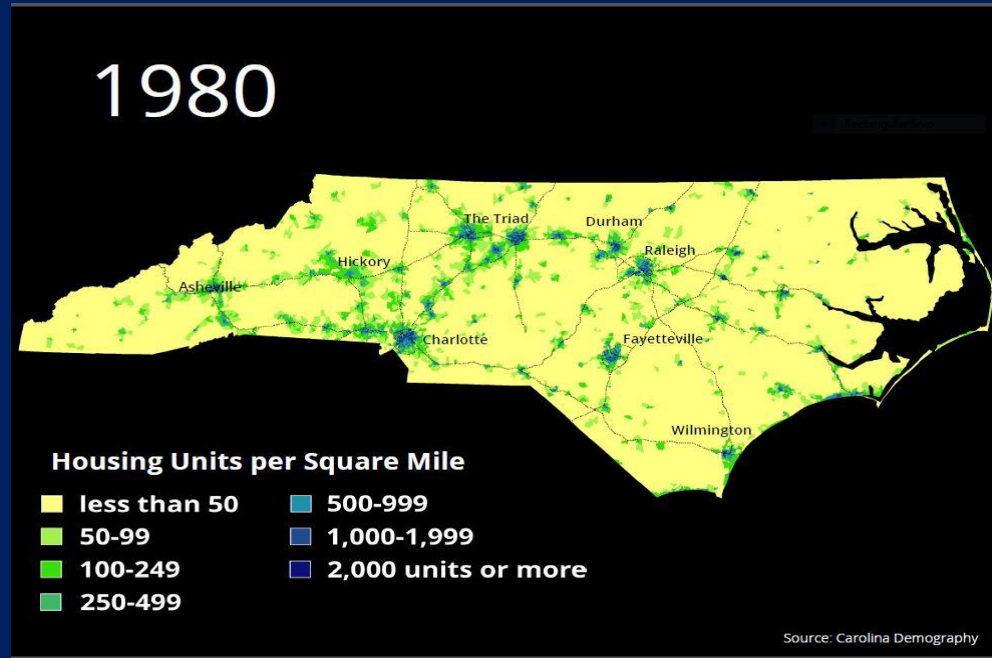 1980
The Triad
Durham
Raleigh
Hickory
Asheville
Charlotte
Fayetteville
Wilmington
Housing Units per Square Mile
less than 50
50-99
100-249
250-499
500-999
1,000-1,999
2,000 units or more
Source: Carolina Demography